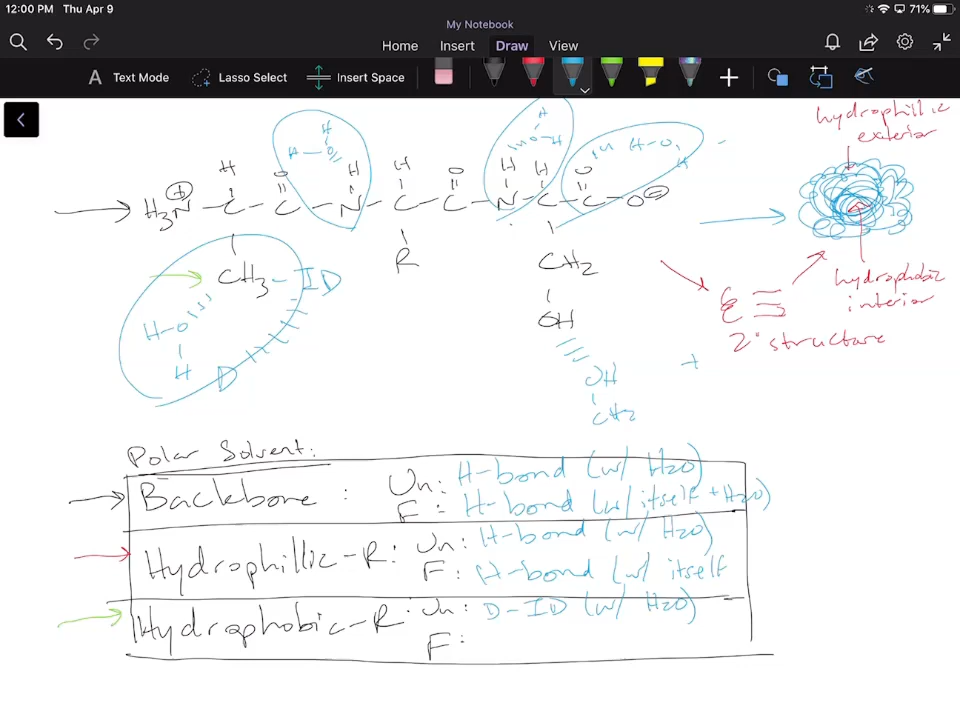 12:00 PM Thu Apr 9 71%
My Notebook
Home Insert Draw View
Text Mode Lasso Select Insert Space
hydrophillic
exterior
H
H-O
H
H-O
H
H-O
H
H O H H O H H O
H3N ⊕ - C - C - N - C - C - N - C - C - O ⊖
CH3 - ID
R
CH2
OH
H-O
H
D
OH
CH2
hydrophobic
interior
2° structure
+
Polar Solvent:
Backbone : Un: H-bond (w/ H2O)
F: H-bond (w/ itself + H2O)
Hydrophillic-R: Un: H-bond (w/ H2O)
F: H-bond (w/ itself
Hydrophobic-R: Un: D-ID (w/ H2O)
F: